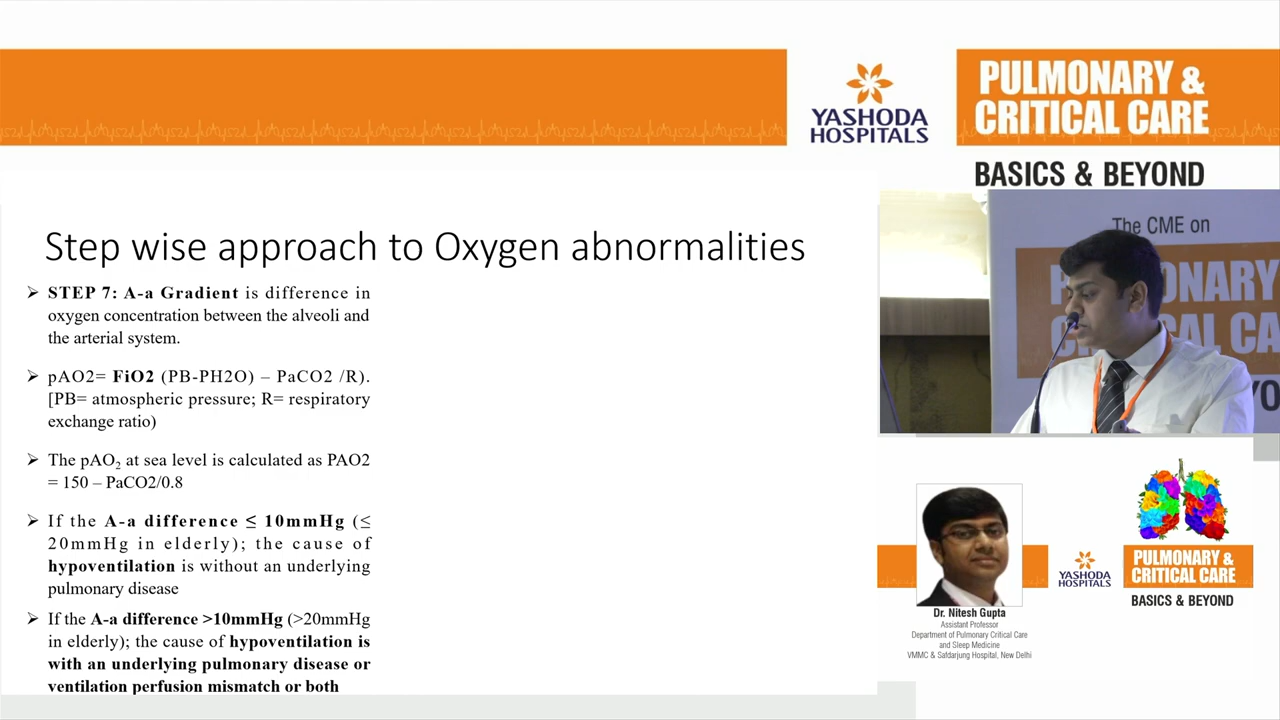 YASHODA
HOSPITALS
PULMONARY &
CRITICAL CARE
BASICS & BEYOND
Step wise approach to Oxygen abnormalities
➢ STEP 7: A-a Gradient is difference in
oxygen concentration between the alveoli and
the arterial system.
➢ pAO2= FiO2 (PB-PH2O) – PaCO2 /R).
[PB= atmospheric pressure; R= respiratory
exchange ratio)
➢ The pAO₂ at sea level is calculated as PAO2
= 150 – PaCO2/0.8
➢ If the A-a difference ≤ 10mmHg (≤
20mmHg in elderly); the cause of
hypoventilation is without an underlying
pulmonary disease
➢ If the A-a difference >10mmHg (>20mmHg
in elderly); the cause of hypoventilation is
with an underlying pulmonary disease or
ventilation perfusion mismatch or both
The CME on
Dr. Nitesh Gupta
Assistant Professor
Department of Pulmonary Critical Care
and Sleep Medicine
VMMC & Safdarjung Hospital, New Delhi
YASHODA
HOSPITALS
PULMONARY &
CRITICAL CARE
BASICS & BEYOND